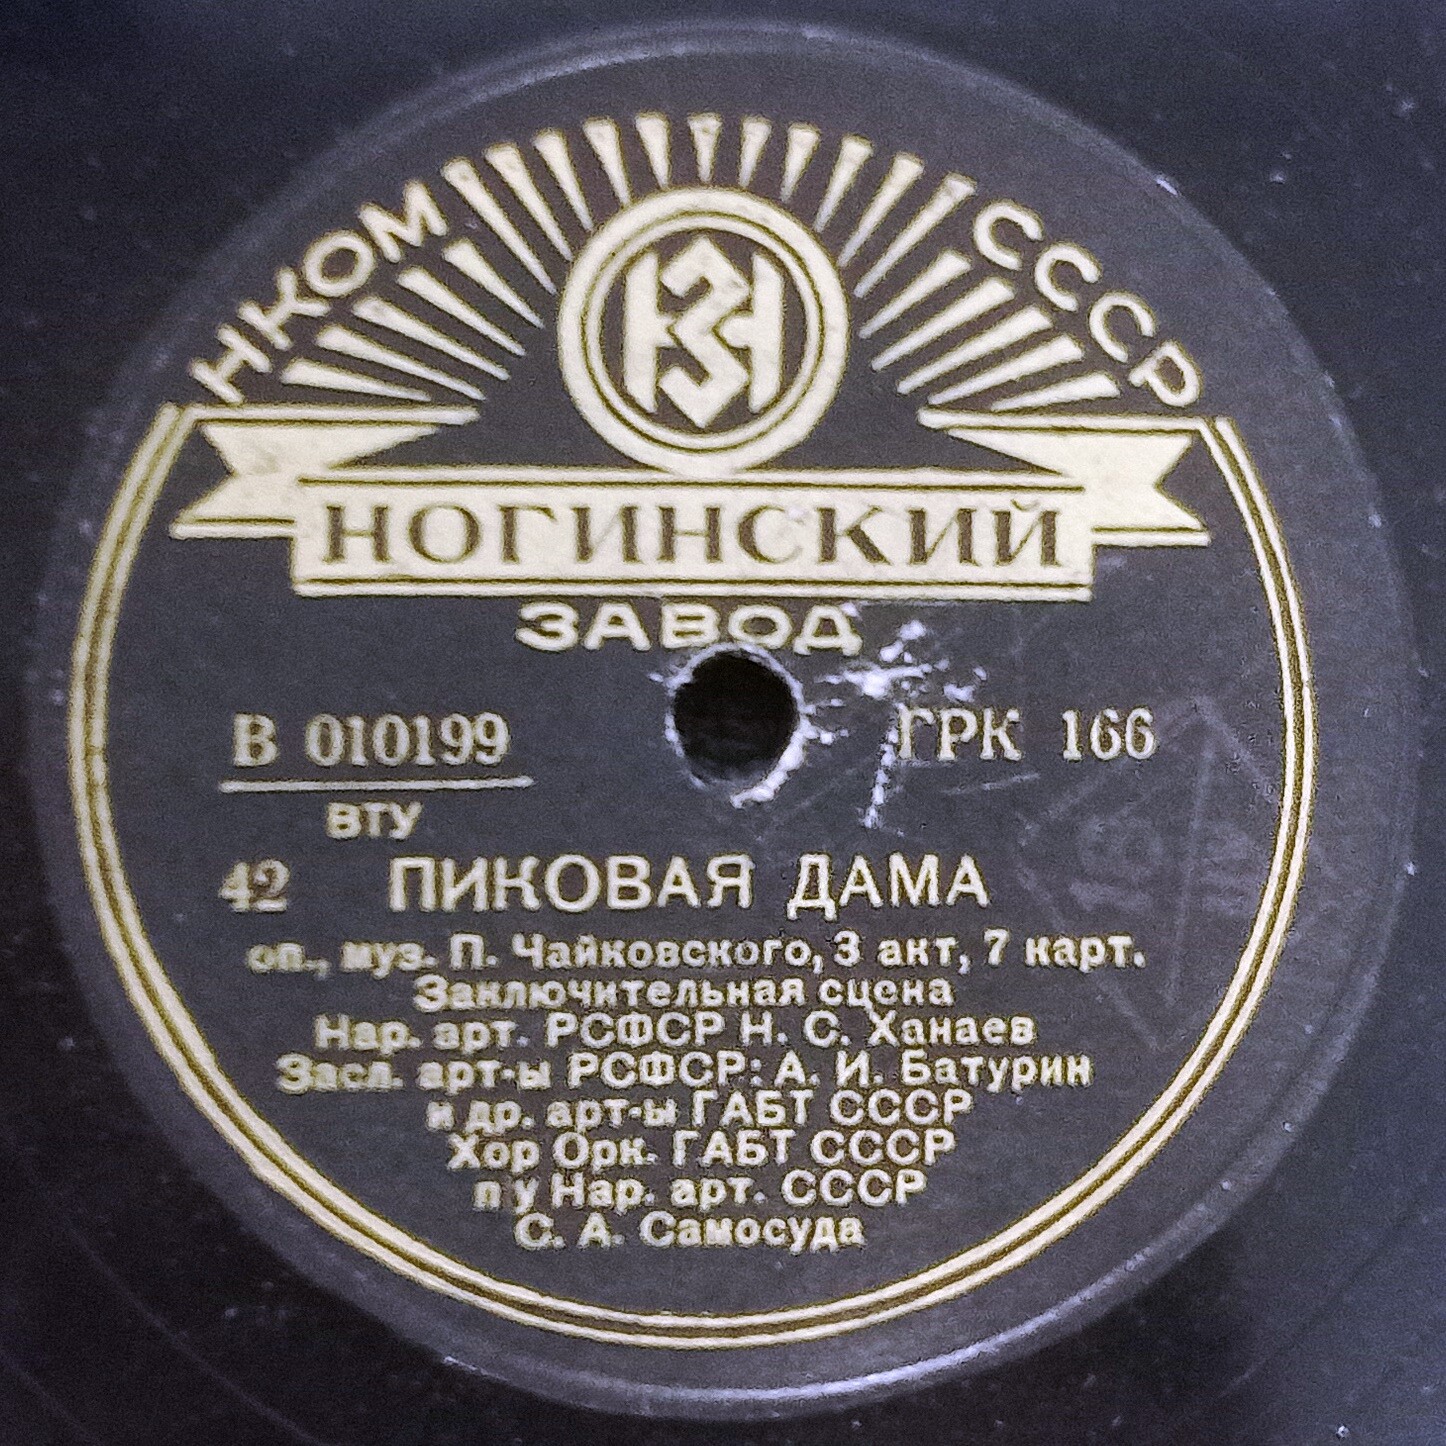 НКОМ СССР
НЗ
НОГИНСКИЙ
ЗАВОД
В 010199 ГРК 166
ВТУ
42 ПИКОВАЯ ДАМА
оп., муз. П. Чайковского, 3 акт, 7 карт.
Заключительная сцена
Нар. арт. РСФСР Н. С. Ханаев
Засл. арт-ы РСФСР: А. И. Батурин
и др. арт-ы ГАБТ СССР
Хор Орк. ГАБТ СССР
п у Нар. арт. СССР
С. А. Самосуда